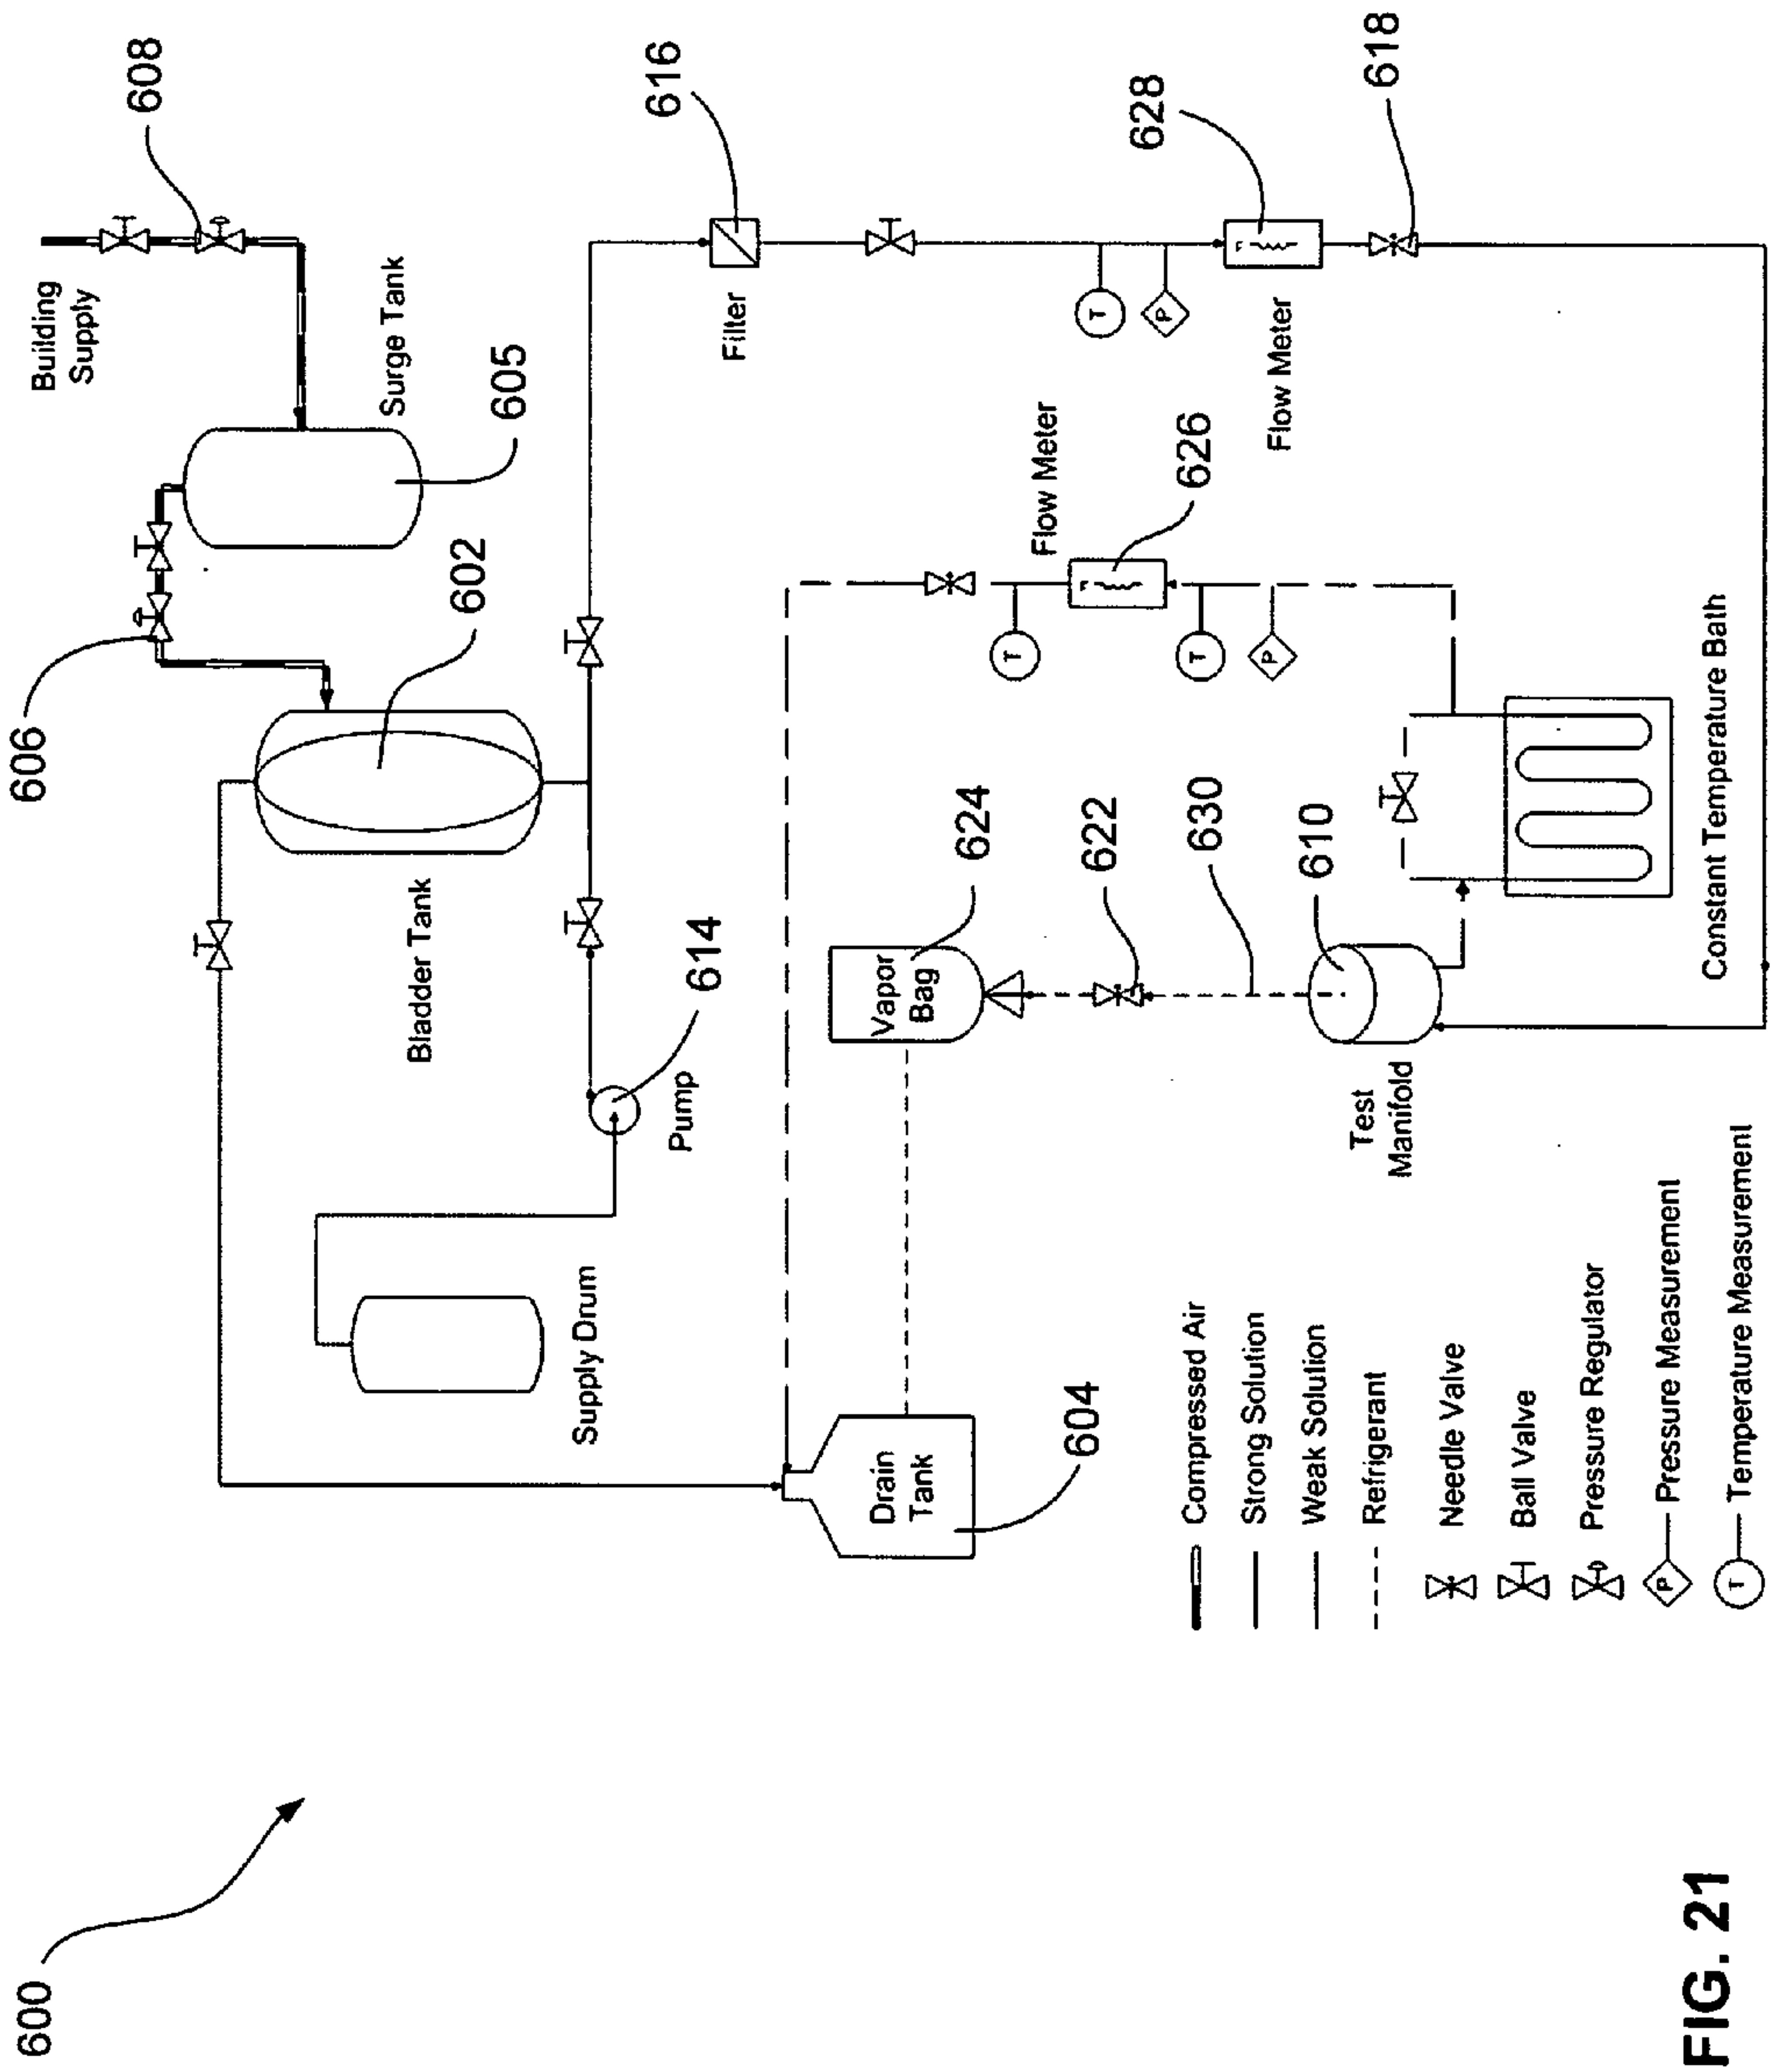 600
606
608
Building
Supply
Surge Tank
605
602
Bladder Tank
616
Filter
614
Pump
Supply Drum
T
P
628
F
Flow Meter
618
Flow Meter
626
F
T
T
P
Vapor
Bag
624
622
630
610
Test
Manifold
Constant Temperature Bath
Drain
Tank
604
Compressed Air
Strong Solution
Weak Solution
Refrigerant
Needle Valve
Ball Valve
Pressure Regulator
P
Pressure Measurement
T
Temperature Measurement
FIG. 21